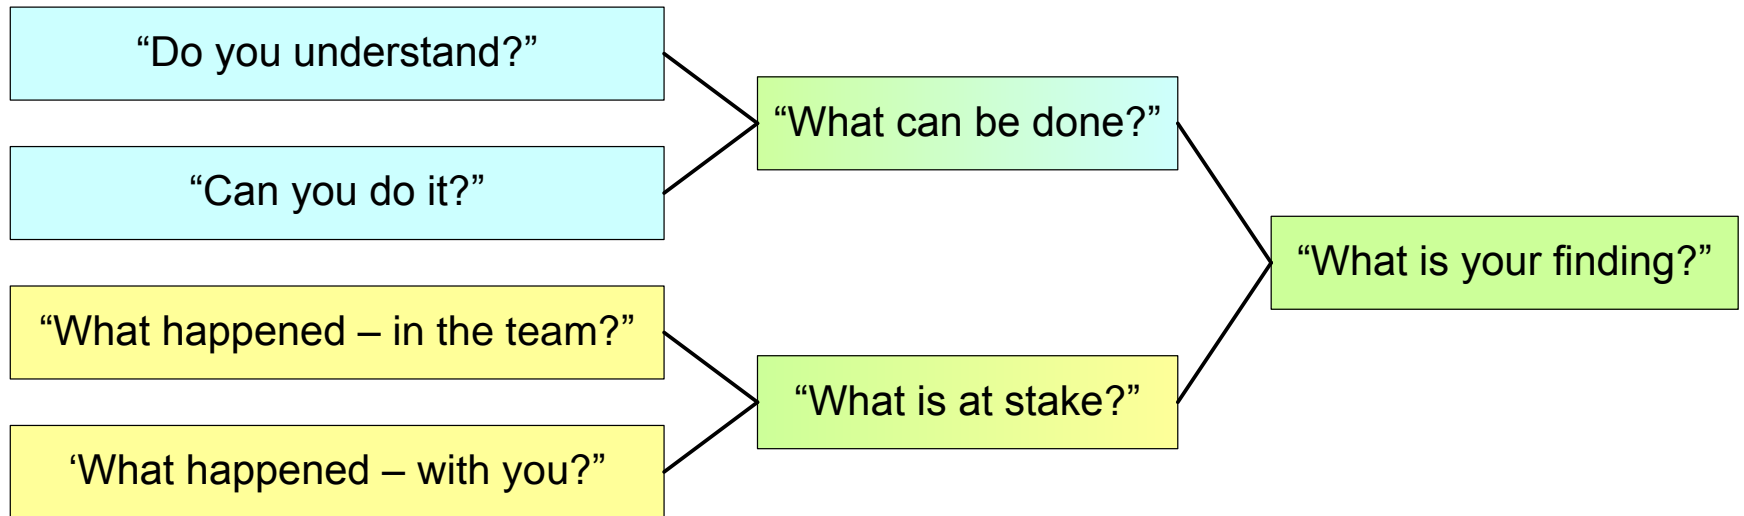 “Do you understand?”
“Can you do it?”
“What happened – in the team?”
‘What happened – with you?”
“What can be done?”
“What is at stake?”
“What is your finding?”